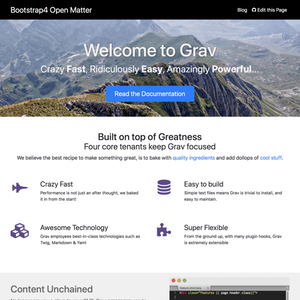 Bootstrap4 Open Matter
Blog
Edit this Page
Welcome to Grav
Crazy Fast, Ridiculously Easy, Amazingly Powerful...
Read the Documentation
Built on top of Greatness
Four core tenants keep Grav focused
We believe the best recipe to make something great, is to bake with quality ingredients and add dollops of cool stuff.
Crazy Fast
Performance is not just an after thought, we baked
it in from the start!
Easy to build
Simple text files means Grav is trivial to install, and
easy to maintain.
Awesome Technology
Grav employees best-in-class technologies such as
Twig, Markdown & Yaml
Super Flexible
From the ground up, with many plugin hooks, Grav
is extremely extensible
Content Unchained